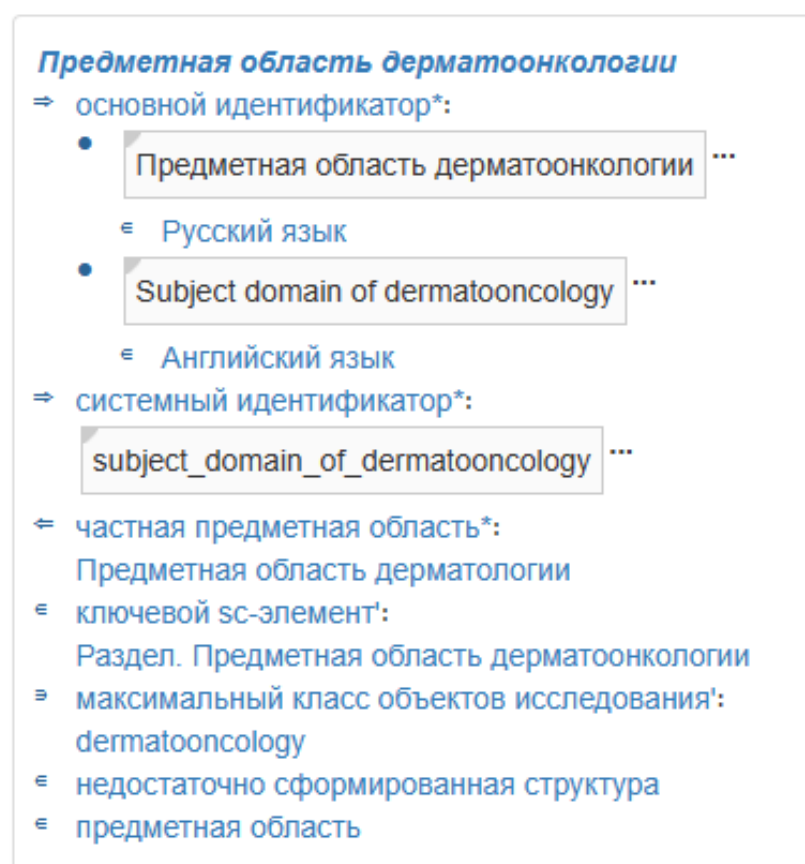 Предметная область дерматоонкологии
⇒ основной идентификатор*:
• Предметная область дерматоонкологии ...
∈ Русский язык
• Subject domain of dermatooncology ...
∈ Английский язык
⇒ системный идентификатор*:
subject_domain_of_dermatooncology ...
⇐ частная предметная область*:
Предметная область дерматологии
∈ ключевой sc-элемент':
Раздел. Предметная область дерматоонкологии
∋ максимальный класс объектов исследования':
dermatooncology
∈ недостаточно сформированная структура
∈ предметная область